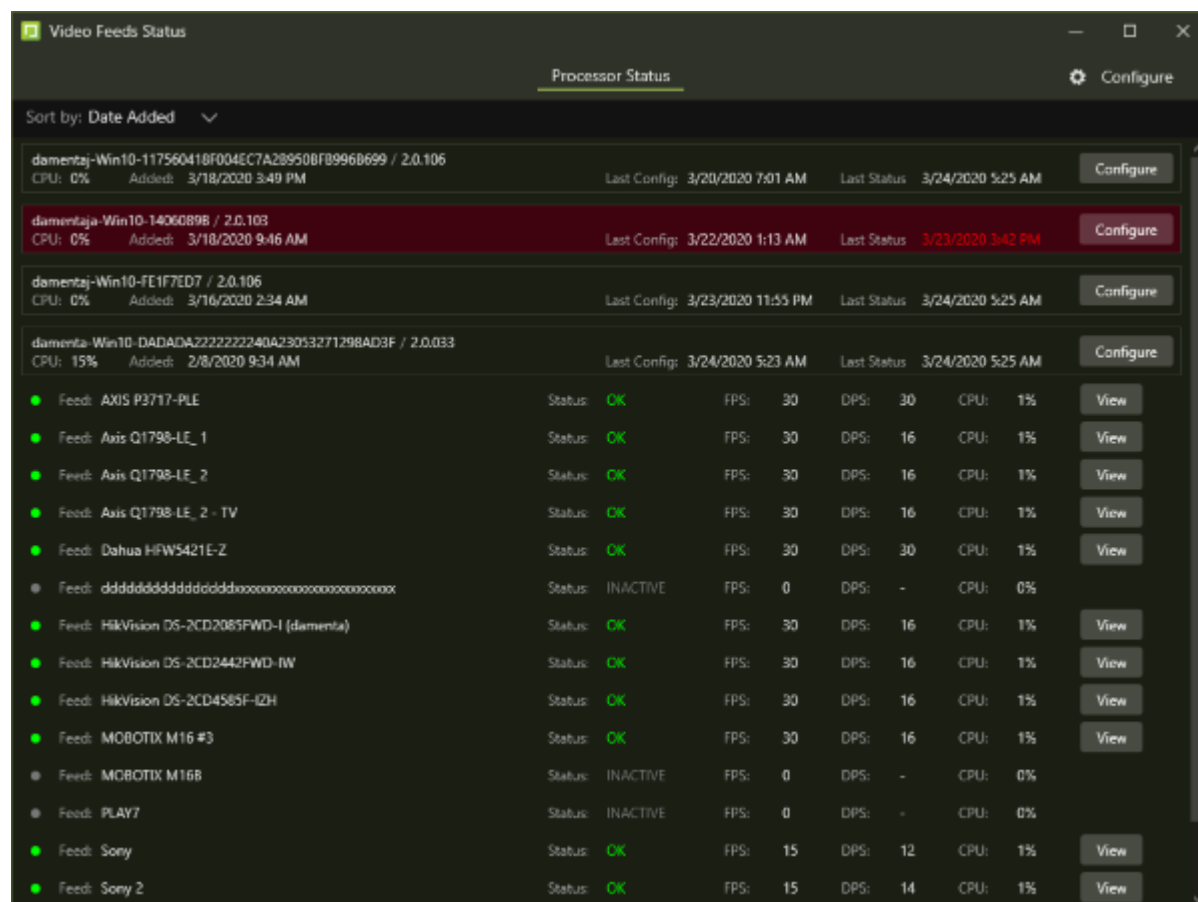 Video Feeds Status
Processor Status
Configure
Sort by: Date Added
damentaj-Win10-117560418F004EC7A2B950BFB996B699 / 2.0.106
CPU: 0% Added: 3/18/2020 3:49 PM Last Config: 3/20/2020 7:01 AM Last Status 3/24/2020 5:25 AM Configure
damentaja-Win10-1406089B / 2.0.103
CPU: 0% Added: 3/18/2020 9:46 AM Last Config: 3/22/2020 1:13 AM Last Status 3/23/2020 3:42 PM Configure
damentaj-Win10-FE1F7ED7 / 2.0.106
CPU: 0% Added: 3/16/2020 2:34 AM Last Config: 3/23/2020 11:55 PM Last Status 3/24/2020 5:25 AM Configure
damenta-Win10-DADADA2222222240A23053271298AD3F / 2.0.033
CPU: 15% Added: 2/8/2020 9:34 AM Last Config: 3/24/2020 5:23 AM Last Status 3/24/2020 5:25 AM Configure
Feed: AXIS P3717-PLE Status: OK FPS: 30 DPS: 30 CPU: 1% View
Feed: Axis Q1798-LE_ 1 Status: OK FPS: 30 DPS: 16 CPU: 1% View
Feed: Axis Q1798-LE_ 2 Status: OK FPS: 30 DPS: 16 CPU: 1% View
Feed: Axis Q1798-LE_ 2 - TV Status: OK FPS: 30 DPS: 16 CPU: 1% View
Feed: Dahua HFW5421E-Z Status: OK FPS: 30 DPS: 30 CPU: 1% View
Feed: Status: INACTIVE FPS: 0 DPS: - CPU: 0%
Feed: HikVision DS-2CD2085FWD-I (damenta) Status: OK FPS: 30 DPS: 16 CPU: 1% View
Feed: HikVision DS-2CD2442FWD-IW Status: OK FPS: 30 DPS: 16 CPU: 1% View
Feed: HikVision DS-2CD4585F-IZH Status: OK FPS: 30 DPS: 16 CPU: 1% View
Feed: MOBOTIX M16 #3 Status: OK FPS: 30 DPS: 16 CPU: 1% View
Feed: MOBOTIX M16B Status: INACTIVE FPS: 0 DPS: - CPU: 0%
Feed: PLAY7 Status: INACTIVE FPS: 0 DPS: - CPU: 0%
Feed: Sony Status: OK FPS: 15 DPS: 12 CPU: 1% View
Feed: Sony 2 Status: OK FPS: 15 DPS: 14 CPU: 1% View